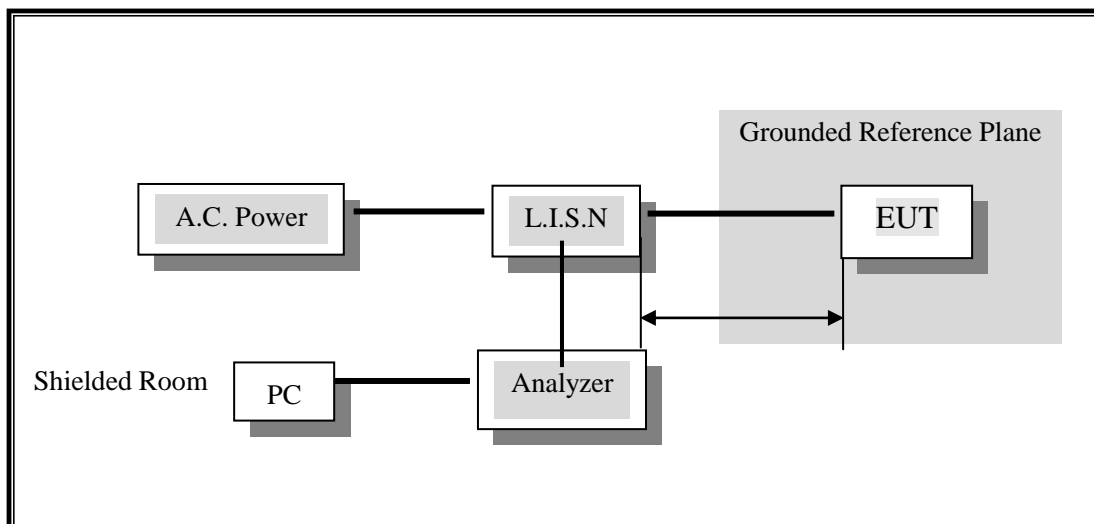 Grounded Reference Plane
A.C. Power
L.I.S.N
EUT
Shielded Room
PC
Analyzer